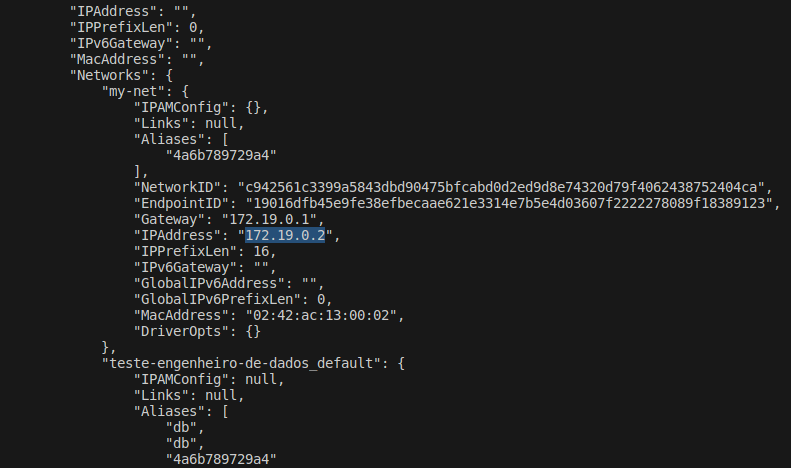 "IPAddress": "",
"IPPrefixLen": 0,
"IPv6Gateway": "",
"MacAddress": "",
"Networks": {
"my-net": {
"IPAMConfig": {},
"Links": null,
"Aliases": [
"4a6b789729a4"
],
"NetworkID": "c942561c3399a5843dbd90475bfcabd0d2ed9d8e74320d79f4062438752404ca",
"EndpointID": "19016dfb45e9fe38efbecaae621e3314e7b5e4d03607f2222278089f18389123",
"Gateway": "172.19.0.1",
"IPAddress": "172.19.0.2",
"IPPrefixLen": 16,
"IPv6Gateway": "",
"GlobalIPv6Address": "",
"GlobalIPv6PrefixLen": 0,
"MacAddress": "02:42:ac:13:00:02",
"DriverOpts": {}
},
"teste-engenheiro-de-dados_default": {
"IPAMConfig": null,
"Links": null,
"Aliases": [
"db",
"db",
"4a6b789729a4"